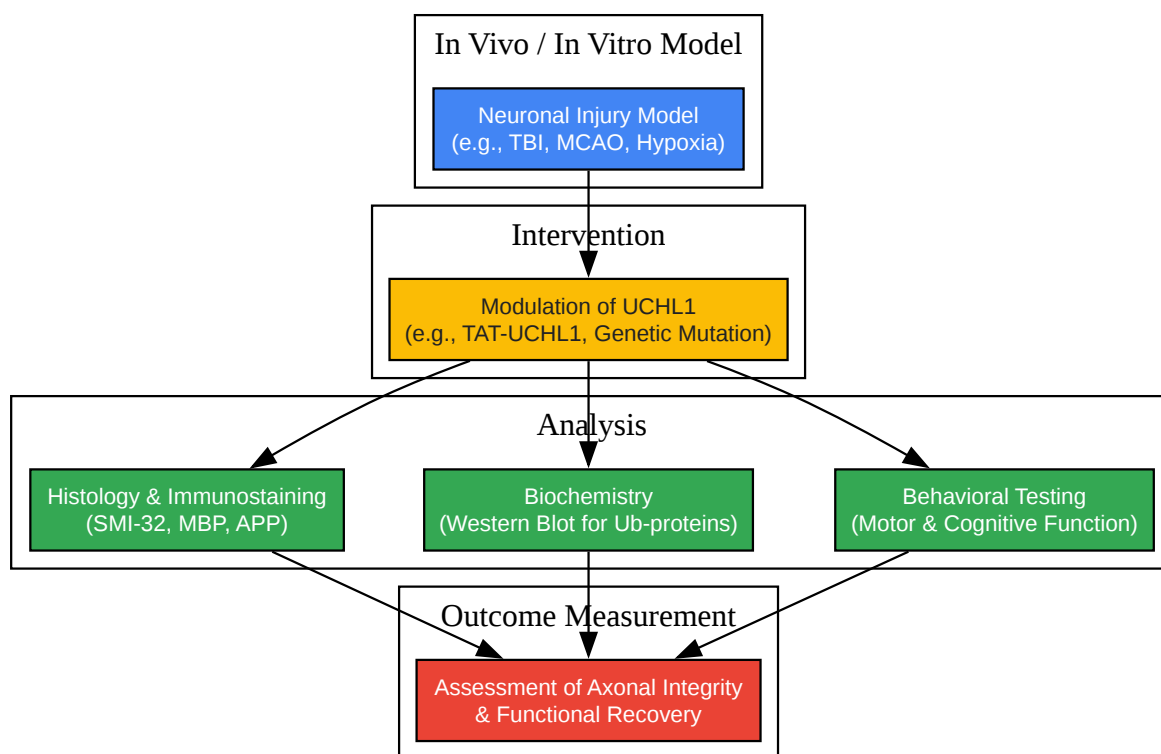 In Vivo / In Vitro Model
Neuronal Injury Model
(e.g., TBI, MCAO, Hypoxia)
Intervention
Modulation of UCHL1
(e.g., TAT-UCHL1, Genetic Mutation)
Analysis
Histology & Immunostaining
(SMI-32, MBP, APP)
Biochemistry
(Western Blot for Ub-proteins)
Behavioral Testing
(Motor & Cognitive Function)
Outcome Measurement
Assessment of Axonal Integrity
& Functional Recovery